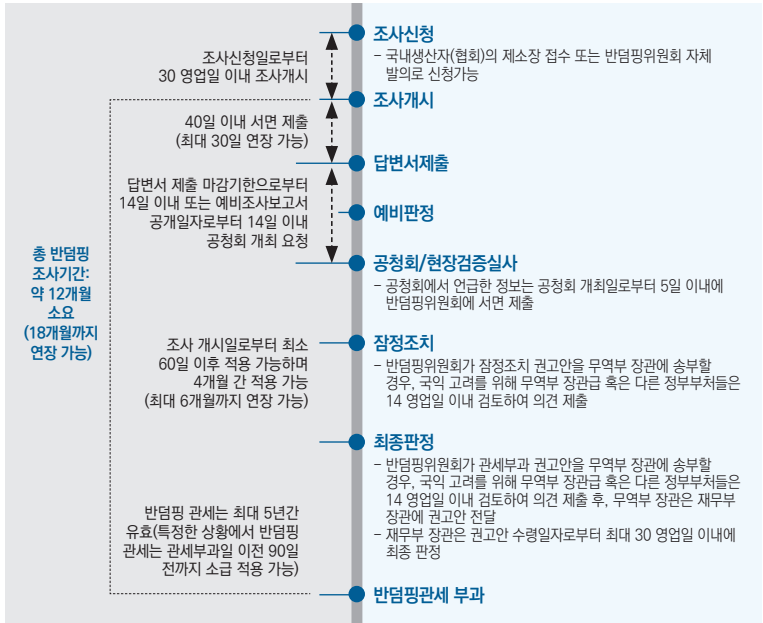 조사신청
– 국내생산자(협회)의 제소장 접수 또는 반덤핑위원회 자체
발의로 신청가능
조사신청일로부터
30 영업일 이내 조사개시
조사개시
40일 이내 서면 제출
(최대 30일 연장 가능)
답변서제출
답변서 제출 마감기한으로부터
14일 이내 또는 예비조사보고서
공개일자로부터 14일 이내
공청회 개최 요청
예비판정
공청회/현장검증실사
– 공청회에서 언급한 정보는 공청회 개최일로부터 5일 이내에
반덤핑위원회에 서면 제출
총 반덤핑
조사기간:
약 12개월
소요
(18개월까지
연장 가능)
조사 개시일로부터 최소
60일 이후 적용 가능하며
4개월 간 적용 가능
(최대 6개월까지 연장 가능)
잠정조치
– 반덤핑위원회가 잠정조치 권고안을 무역부 장관에 송부할
경우, 국익 고려를 위해 무역부 장관급 혹은 다른 정부부처들은
14 영업일 이내 검토하여 의견 제출
최종판정
– 반덤핑위원회가 관세부과 권고안을 무역부 장관에 송부할
경우, 국익 고려를 위해 무역부 장관급 혹은 다른 정부부처들은
14 영업일 이내 검토하여 의견 제출 후, 무역부 장관은 재무부
장관에 권고안 전달
– 재무부 장관은 권고안 수령일자로부터 최대 30 영업일 이내에
최종 판정
반덤핑 관세는 최대 5년간
유효(특정한 상황에서 반덤핑
관세는 관세부과일 이전 90일
전까지 소급 적용 가능)
반덤핑관세 부과